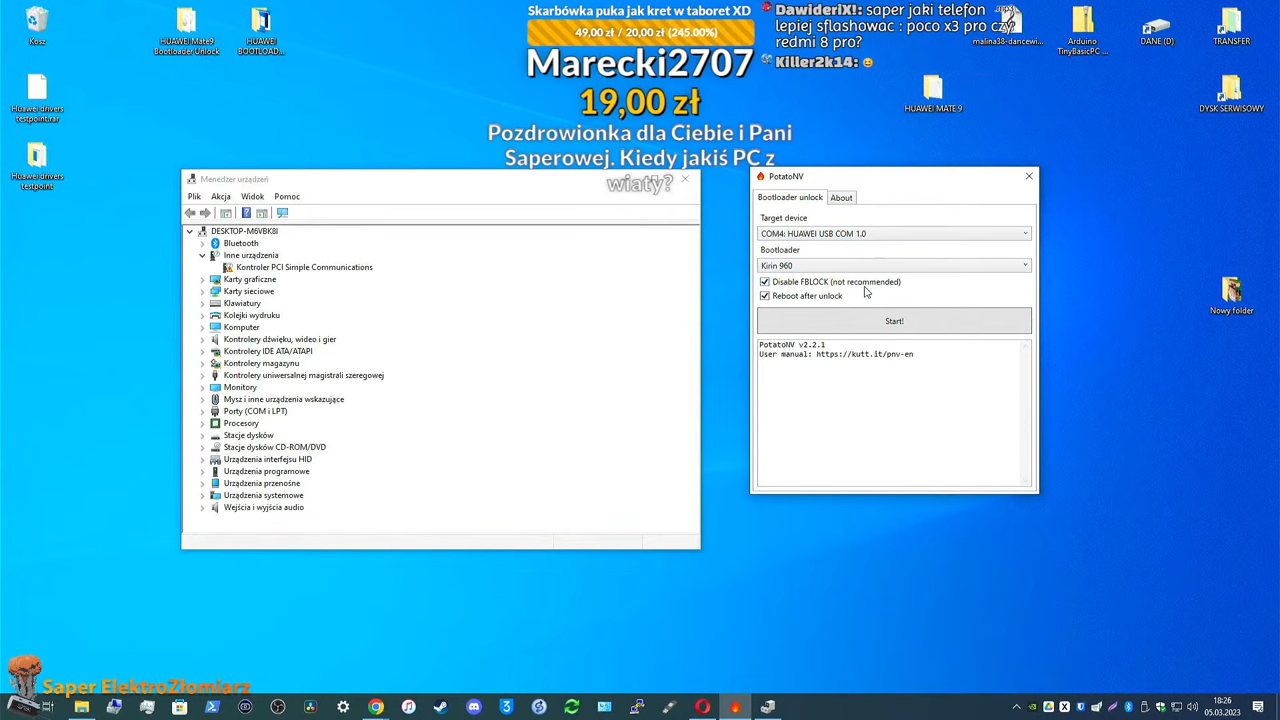 Kosz
HUAWEI Mate9
Bootloader Unlock
HUAWEI
BOOTLOAD...
Huawei drivers
testpoint.rar
Huawei drivers
testpoint
Skarbówka puka jak kret w taboret XD
49,00 zł / 20,00 zł (245.00%)
Marecki2707
19,00 zł
Pozdrowionka dla Ciebie i Pani
Saperowej. Kiedy jakiś PC z
wiaty?
DawideriX!: saper jaki telefon
lepiej sflashowac : poco x3 pro czy
redmi 8 pro?
Killer2k14:
malina38-dancewi...
Arduino
TinyBasicPC ...
DANE (D)
TRANSFER
HUAWEI MATE 9
DYSK SERWISOWY
Nowy folder
Menedżer urządzeń
Plik Akcja Widok Pomoc
DESKTOP-M6VBK8I
Bluetooth
Inne urządzenia
Kontroler PCI Simple Communications
Karty graficzne
Karty sieciowe
Klawiatury
Kolejki wydruku
Komputer
Kontrolery dźwięku, wideo i gier
Kontrolery IDE ATA/ATAPI
Kontrolery magazynu
Kontrolery uniwersalnej magistrali szeregowej
Monitory
Mysz i inne urządzenia wskazujące
Porty (COM i LPT)
Procesory
Stacje dysków
Stacje dysków CD-ROM/DVD
Urządzenia interfejsu HID
Urządzenia programowe
Urządzenia przenośne
Urządzenia systemowe
Wejścia i wyjścia audio
PotatoNV
Bootloader unlock About
Target device
COM4: HUAWEI USB COM 1.0
Bootloader
Kirin 960
Disable FBLOCK (not recommended)
Reboot after unlock
Start!
PotatoNV v2.2.1
User manual: https://kutt.it/pnv-en
Saper ElektroZłomiarz
18:26
05.03.2023